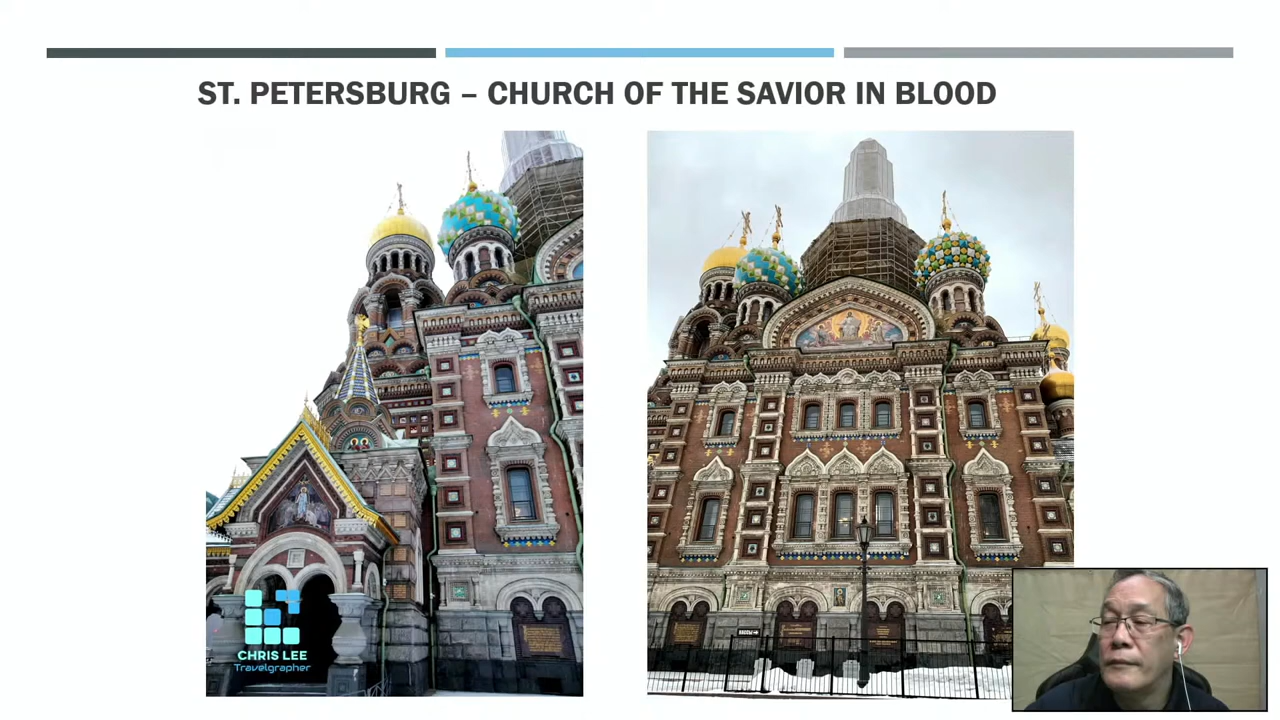 ST. PETERSBURG – CHURCH OF THE SAVIOR IN BLOOD
CHRIS LEE
Travelgrapher